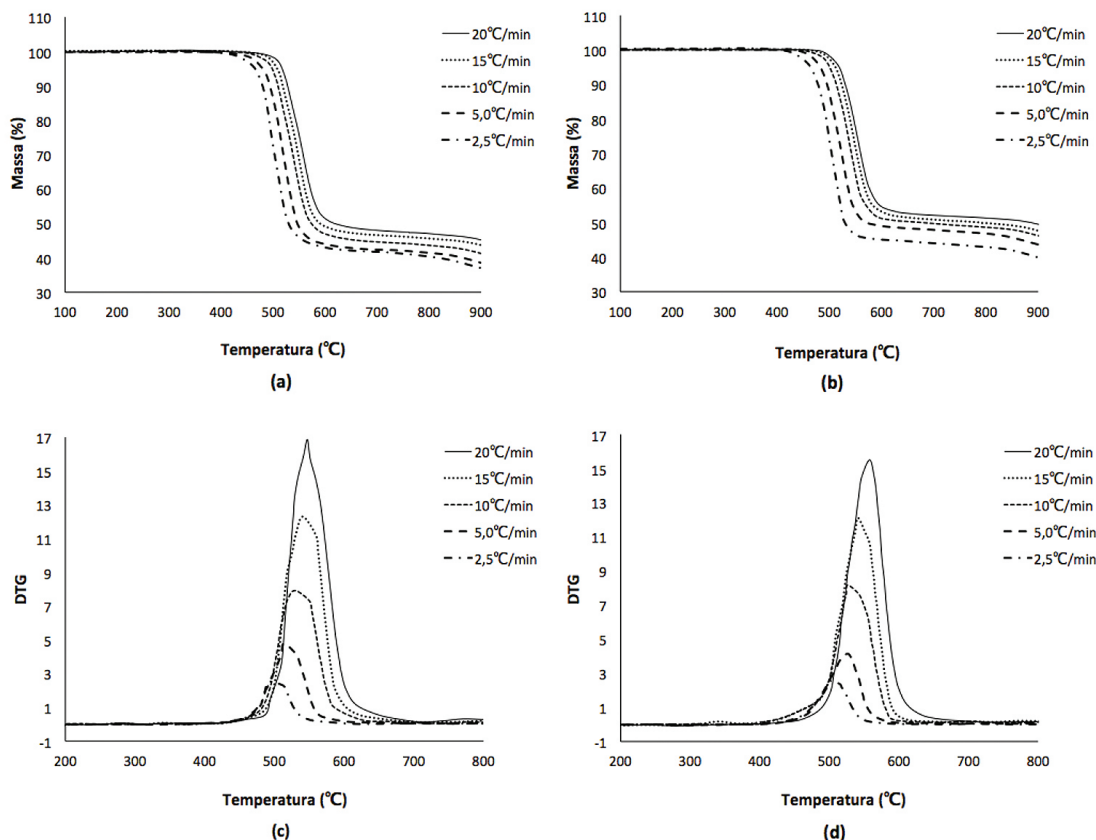 110
100
90
80
70
60
50
40
30
Massa (%)
100 200 300 400 500 600 700 800 900
Temperatura (℃)
20℃/min
15℃/min
10℃/min
5,0℃/min
2,5℃/min
(a)
110
100
90
80
70
60
50
40
30
Massa (%)
100 200 300 400 500 600 700 800 900
Temperatura (℃)
20℃/min
15℃/min
10℃/min
5,0℃/min
2,5℃/min
(b)
17
15
13
11
9
7
5
3
1
-1
DTG
200 300 400 500 600 700 800
Temperatura (℃)
20℃/min
15℃/min
10℃/min
5,0℃/min
2,5℃/min
(c)
17
15
13
11
9
7
5
3
1
-1
DTG
200 300 400 500 600 700 800
Temperatura (℃)
20℃/min
15℃/min
10℃/min
5,0℃/min
2,5℃/min
(d)